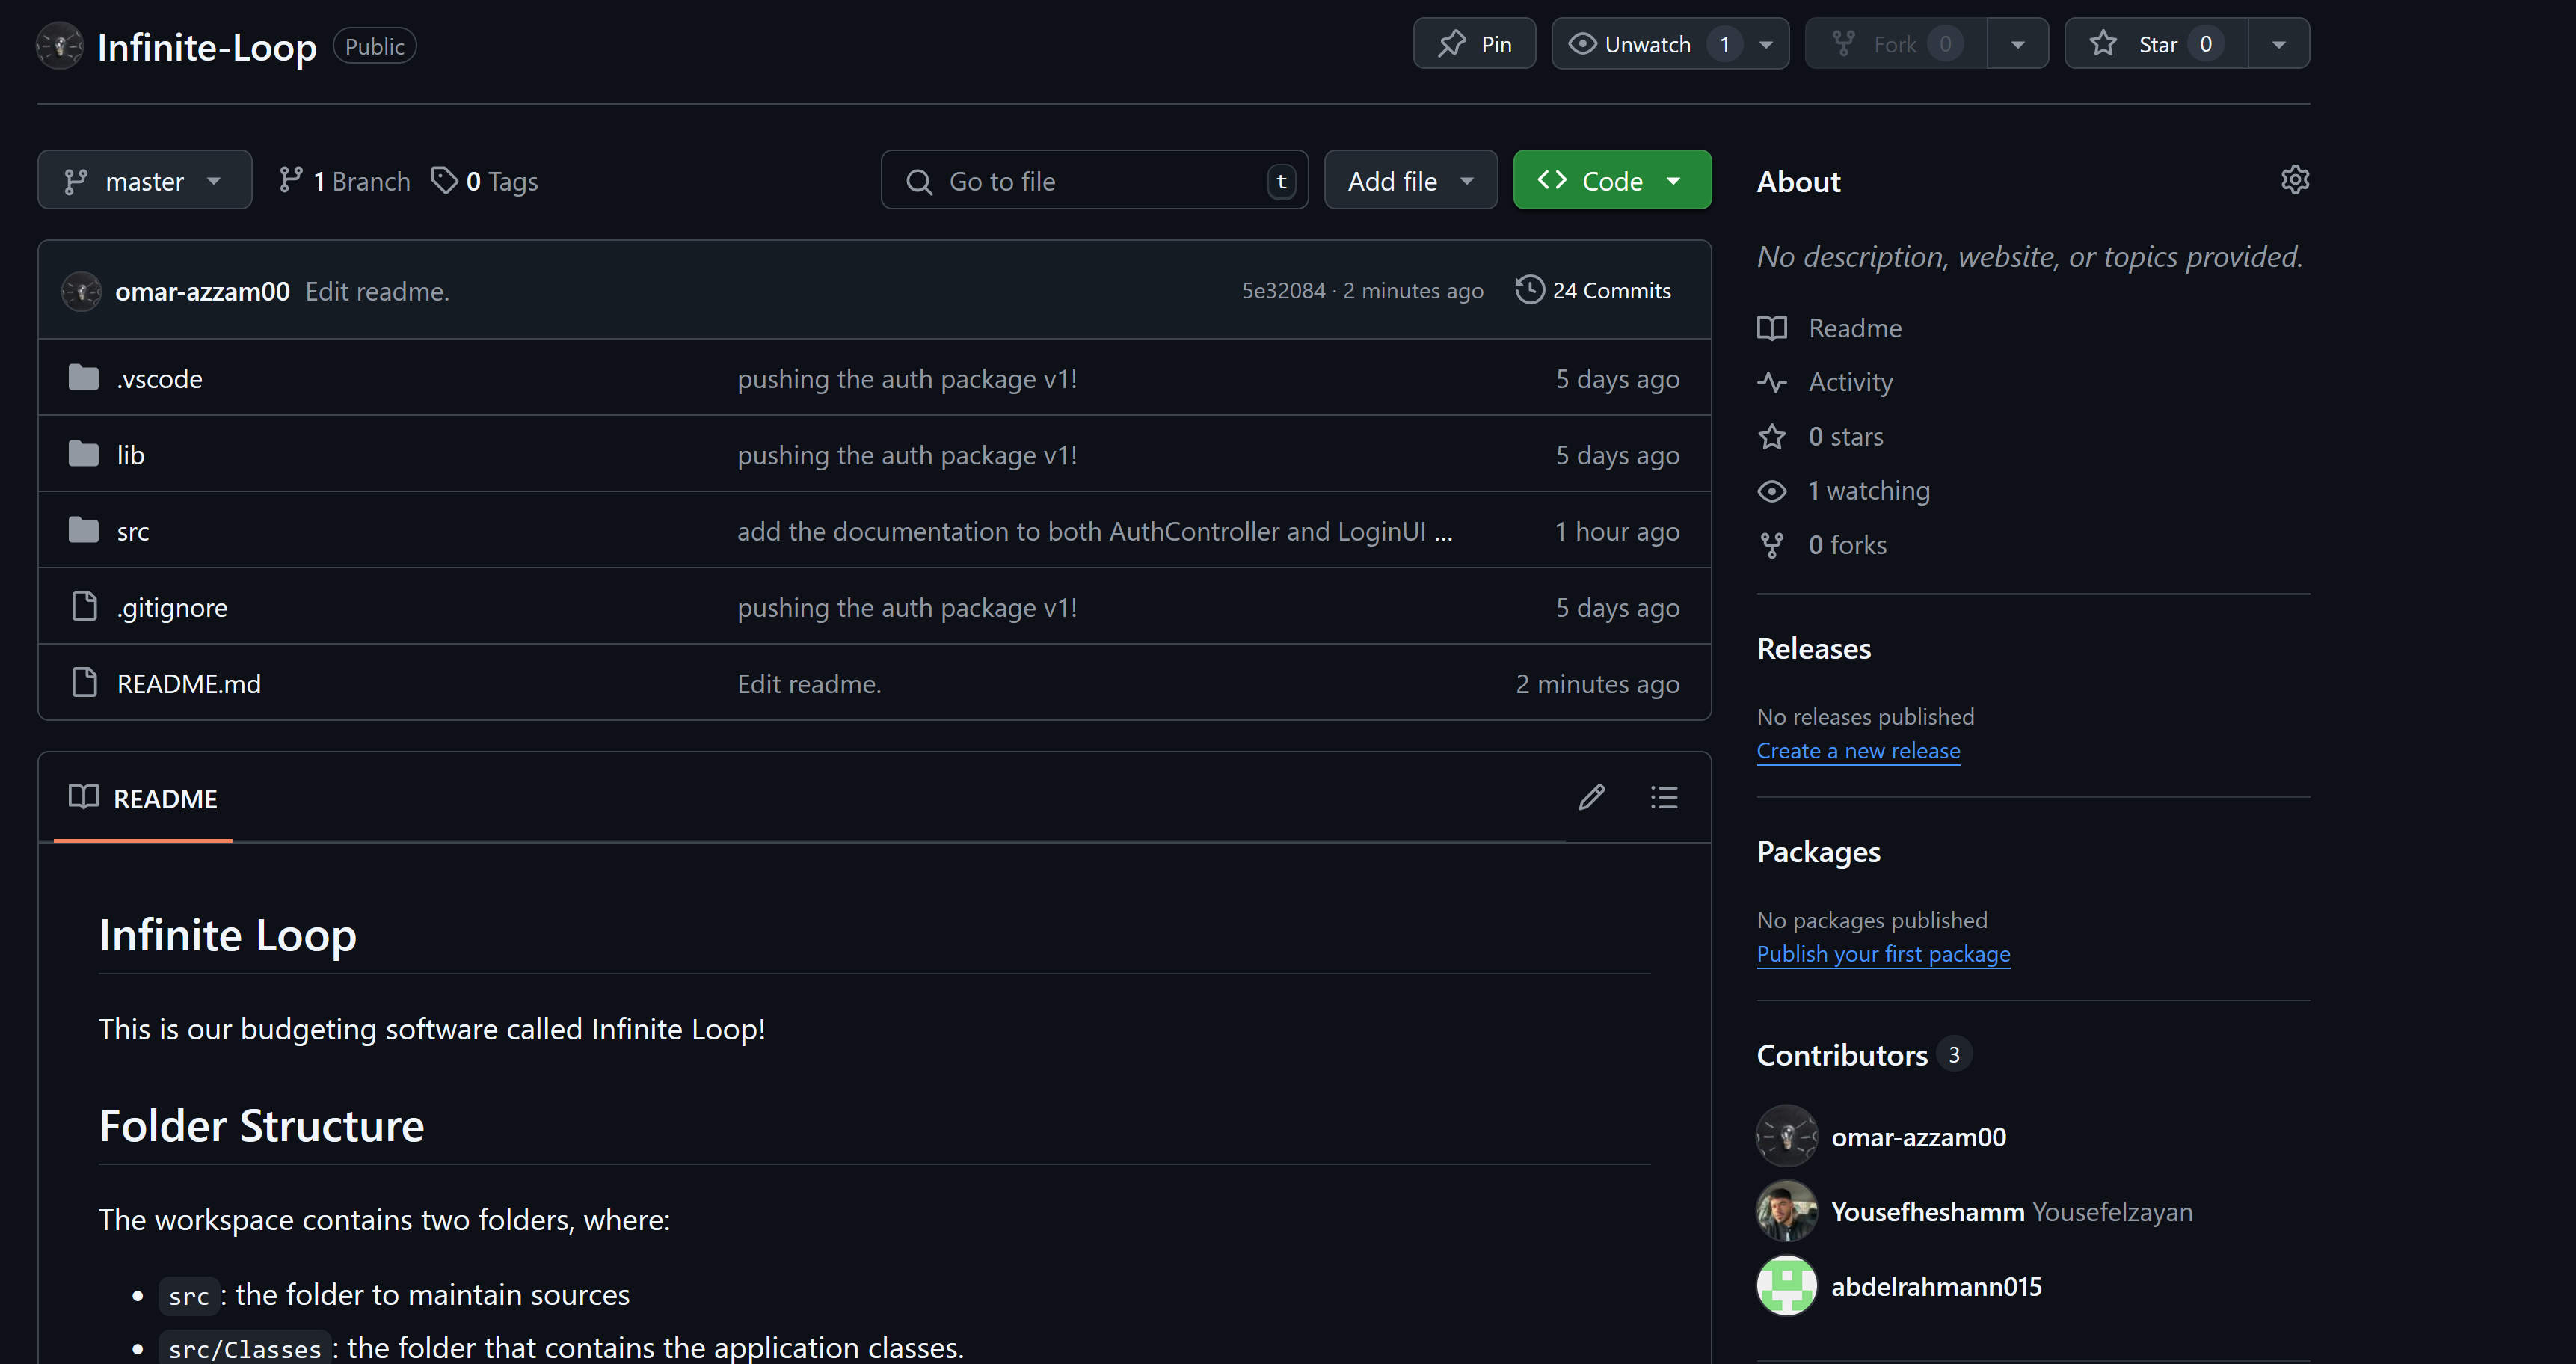 Infinite-Loop Public Pin Unwatch 1 Fork 0 Star 0
master 1 Branch 0 Tags Go to file t Add file Code
omar-azzam00 Edit readme. 5e32084 · 2 minutes ago 24 Commits
.vscode pushing the auth package v1! 5 days ago
lib pushing the auth package v1! 5 days ago
src add the documentation to both AuthController and LoginUI ... 1 hour ago
.gitignore pushing the auth package v1! 5 days ago
README.md Edit readme. 2 minutes ago
README
Infinite Loop
This is our budgeting software called Infinite Loop!
Folder Structure
The workspace contains two folders, where:
• src: the folder to maintain sources
• src/Classes: the folder that contains the application classes.
About
No description, website, or topics provided.
Readme
Activity
0 stars
1 watching
0 forks
Releases
No releases published
Create a new release
Packages
No packages published
Publish your first package
Contributors 3
omar-azzam00
Yousefheshamm Yousefelzayan
abdelrahmann015